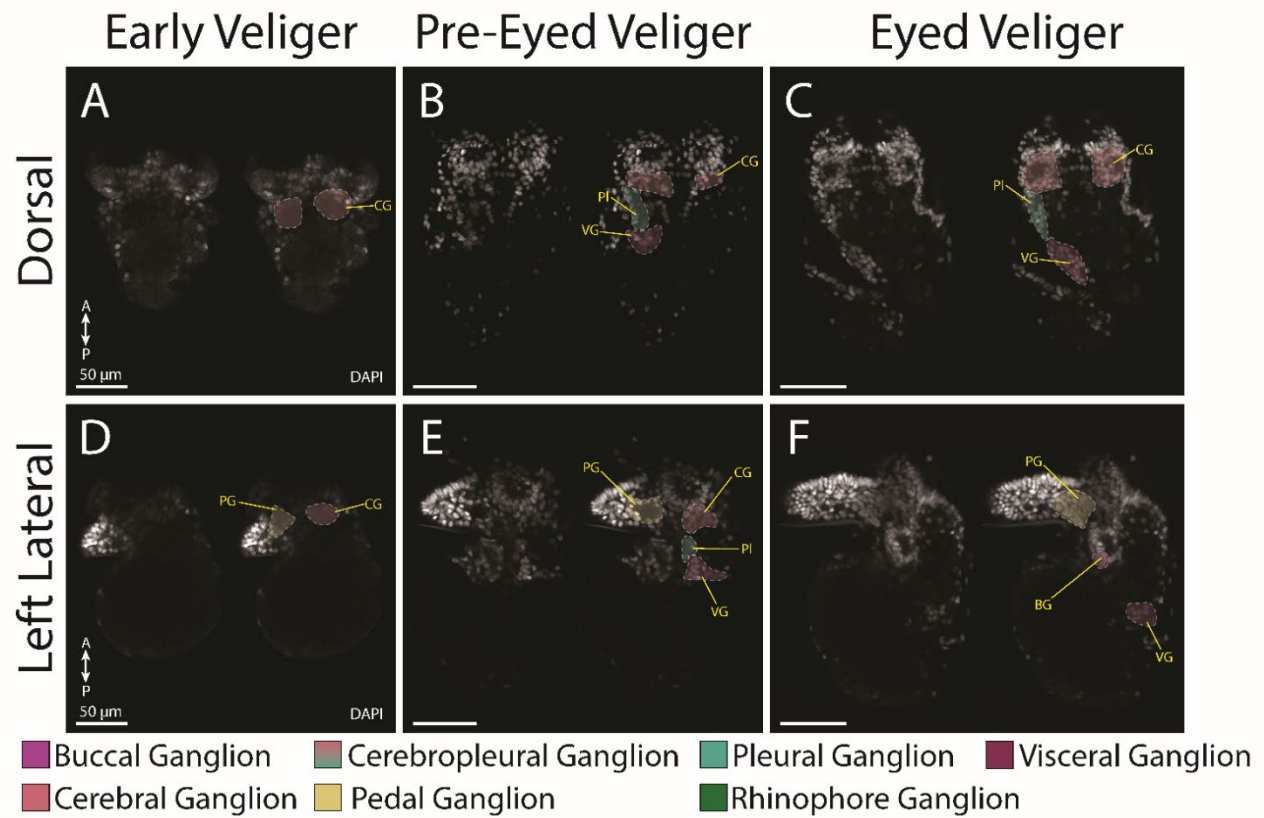 Early Veliger
Pre-Eyed Veliger
Eyed Veliger
Dorsal
A
CG
A
P
50 µm
DAPI
B
CG
Pl
VG
C
CG
Pl
VG
Left Lateral
D
PG
CG
A
P
50 µm
DAPI
E
PG
CG
Pl
VG
F
PG
BG
VG
Buccal Ganglion
Cerebropleural Ganglion
Pleural Ganglion
Visceral Ganglion
Cerebral Ganglion
Pedal Ganglion
Rhinophore Ganglion